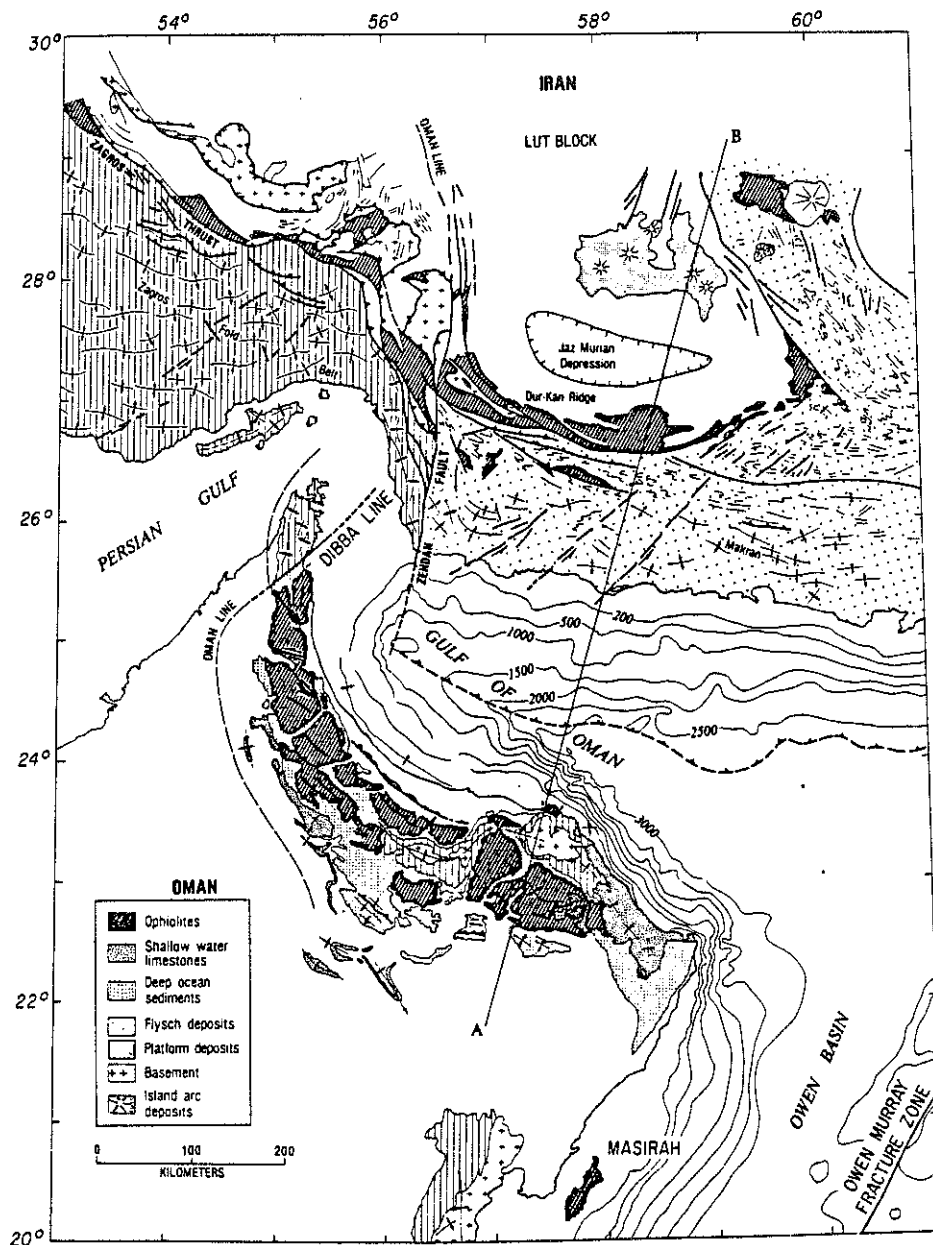 54°
56°
58°
60°
30°
IRAN
OMAN LINE
LUT BLOCK
B
ZAGROS
THRUST
28°
Zagros
Fold
Belt
Jaz Murian
Depression
Dur-Kan Ridge
PERSIAN GULF
FAULT
ZENDAN
26°
DIBBA LINE
Makran
OMAN LINE
200
500
1000
1500
2000
2500
GULF
OF
OMAN
24°
3000
OMAN
Ophiolites
Shallow water
limestones
Deep ocean
sediments
Flysch deposits
Platform deposits
Basement
Island arc
deposits
22°
A
0 100 200
KILOMETERS
MASIRAH
OWEN BASIN
OWEN MURRAY
FRACTURE ZONE
20°